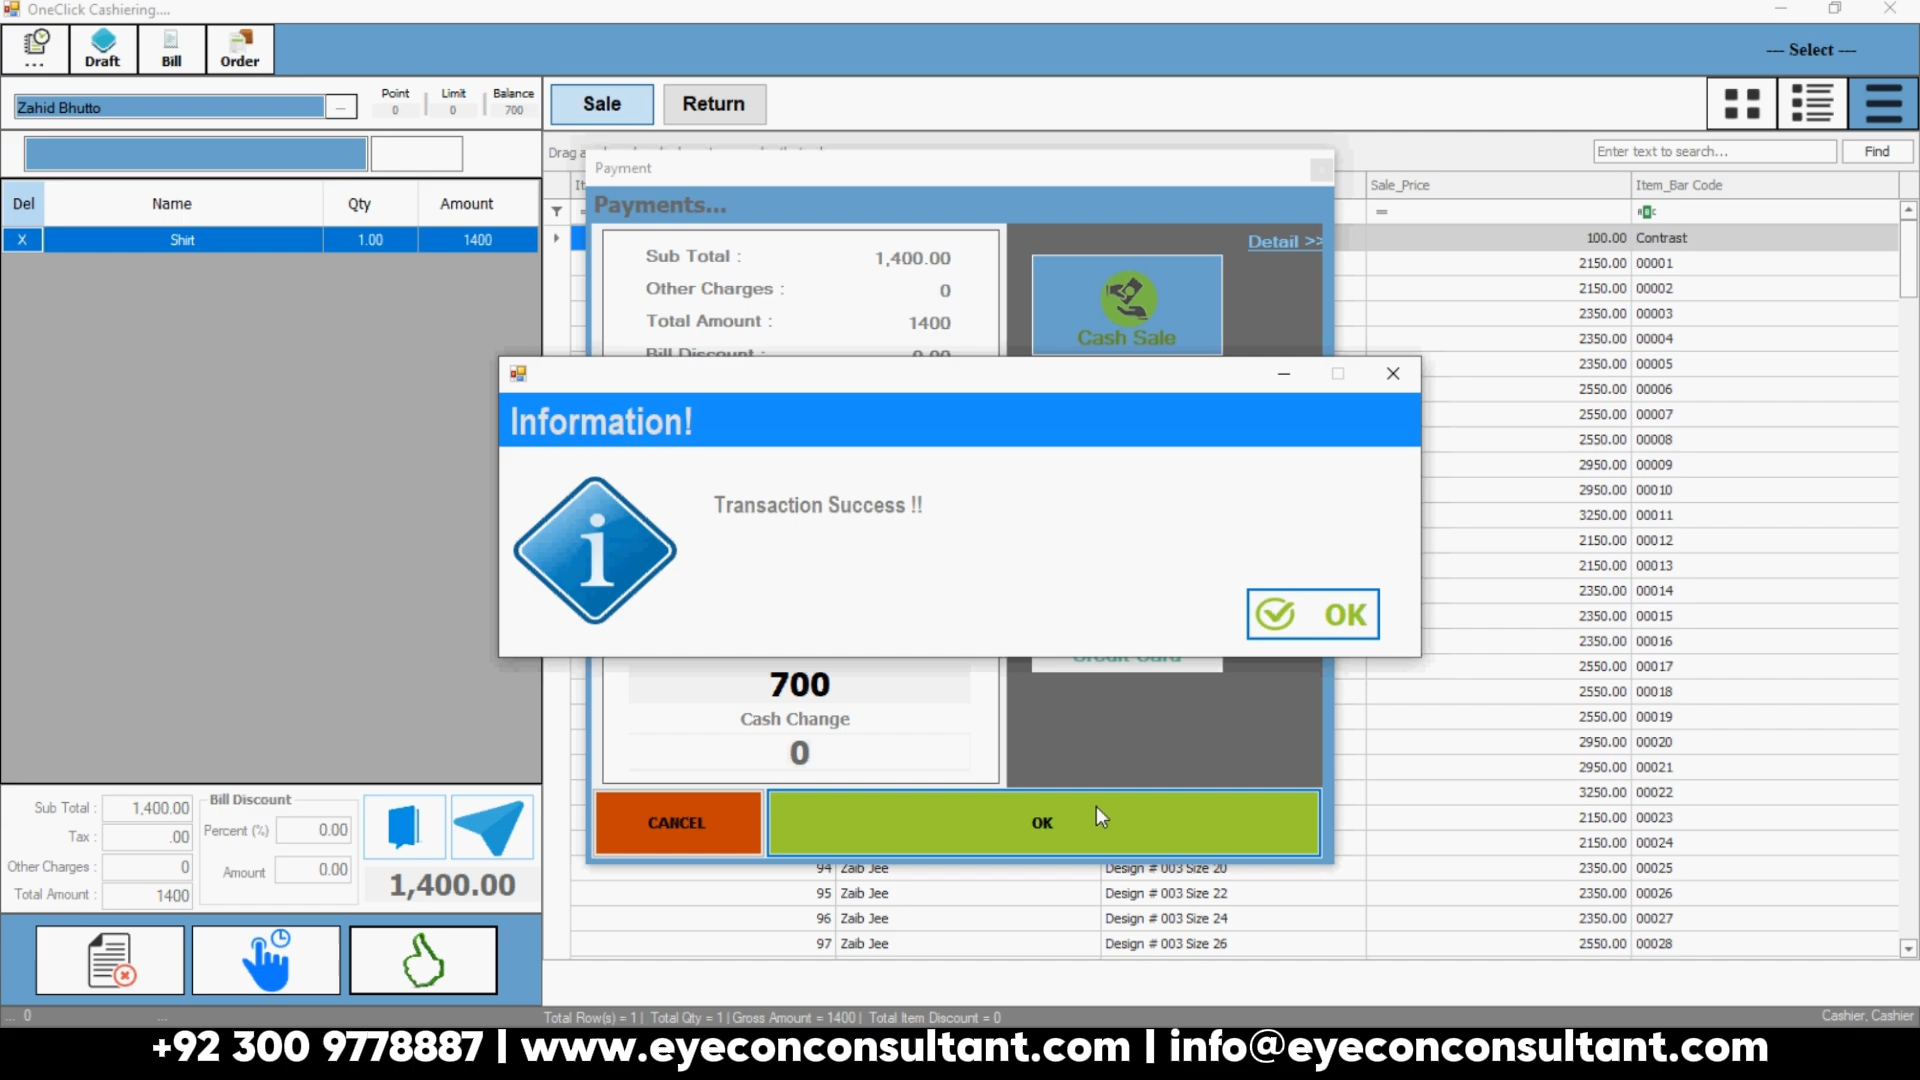 OneClick Cashiering....
...
Draft
Bill
Order
--- Select ---
Zahid Bhutto
...
Point
0
Limit
0
Balance
700
Sale
Return
Drag a
Enter text to search...
Find
Del
Name
Qty
Amount
X
Shirt
1.00
1400
Payment
Payments...
Sub Total :
1,400.00
Other Charges :
0
Total Amount :
1400
Bill Discount :
0.00
Detail >>
Cash Sale
Information!
Transaction Success !!
OK
Credit Card
700
Cash Change
0
CANCEL
OK
Sale_Price
Item_Bar Code
=
100.00 Contrast
2150.00 00001
2150.00 00002
2350.00 00003
2350.00 00004
2350.00 00005
2550.00 00006
2550.00 00007
2550.00 00008
2950.00 00009
2950.00 00010
3250.00 00011
2150.00 00012
2150.00 00013
2350.00 00014
2350.00 00015
2350.00 00016
2550.00 00017
2550.00 00018
2550.00 00019
2950.00 00020
2950.00 00021
3250.00 00022
2150.00 00023
2150.00 00024
94 Zaib Jee Design # 003 Size 20 2350.00 00025
95 Zaib Jee Design # 003 Size 22 2350.00 00026
96 Zaib Jee Design # 003 Size 24 2350.00 00027
97 Zaib Jee Design # 003 Size 26 2550.00 00028
Sub Total :
1,400.00
Tax :
.00
Other Charges :
0
Total Amount :
1400
Bill Discount
Percent (%)
0.00
Amount
0.00
1,400.00
... 0
...
Total Row(s) = 1 | Total Qty = 1 | Gross Amount = 1400 | Total Item Discount = 0
Cashier, Cashier
+92 300 9778887 | www.eyeconconsultant.com | info@eyeconconsultant.com